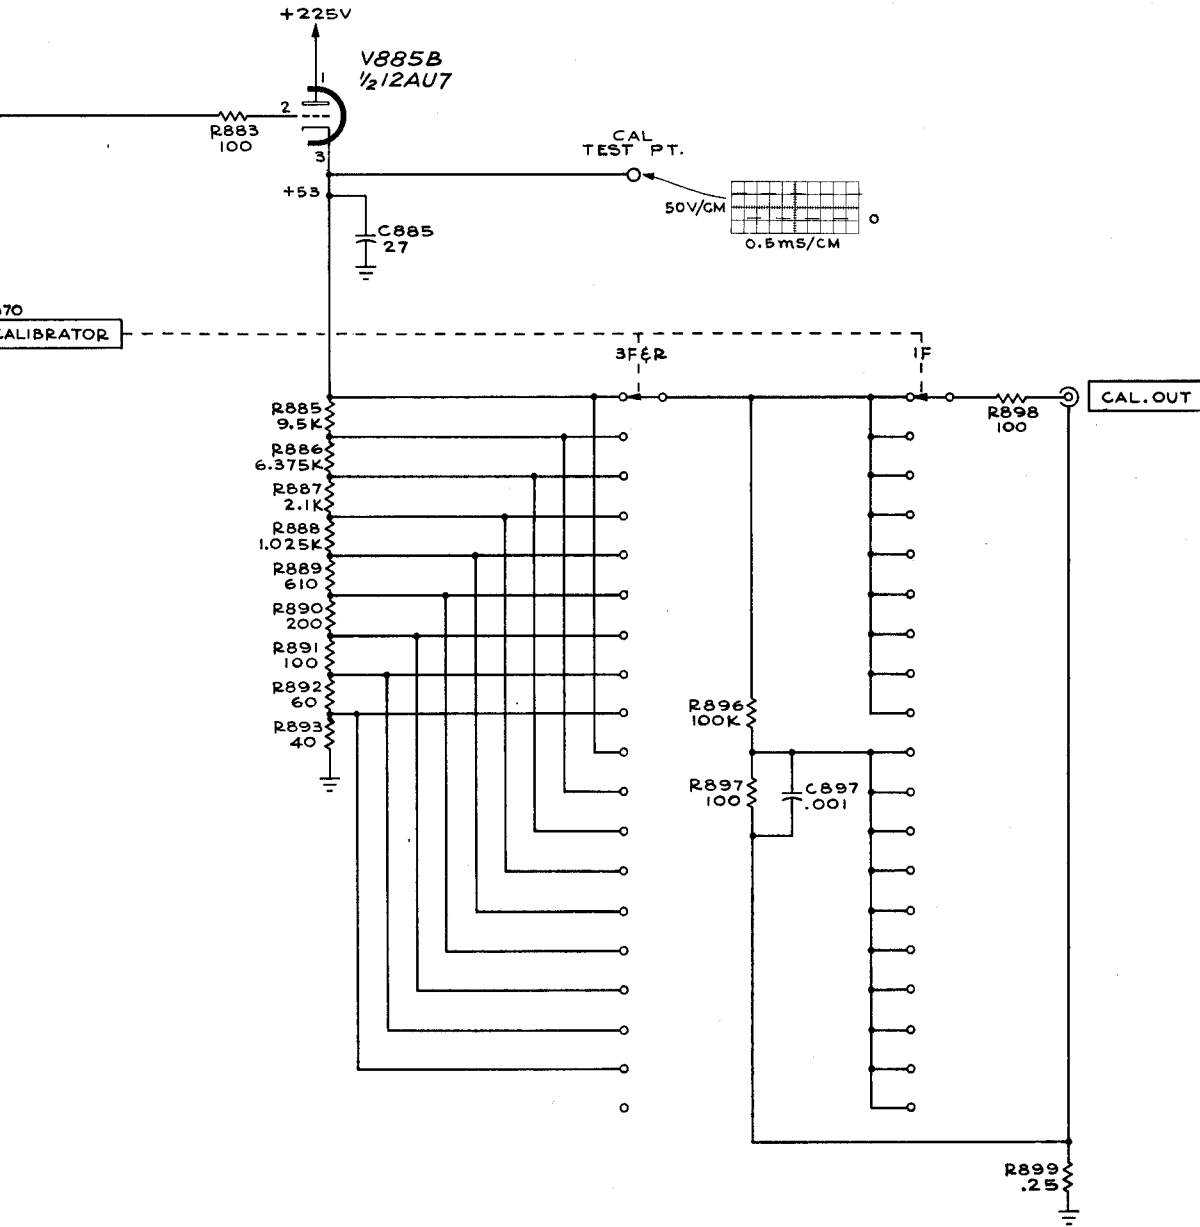 +225V
V885B
½12AU7
1
2
3
R883
100
CAL
TEST PT.
+53
50V/CM
0.5mS/CM
C885
27
870
CALIBRATOR
3F&R
1F
R885
9.5K
R886
6.375K
R887
2.1K
R888
1.025K
R889
610
R890
200
R891
100
R892
60
R893
40
R898
100
CAL. OUT
R896
100K
R897
100
C897
.001
R899
.25